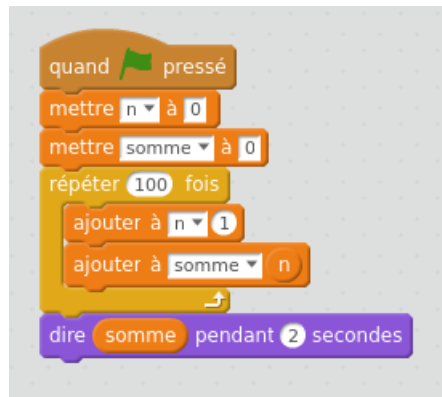 quand pressé
mettre n à 0
mettre somme à 0
répéter 100 fois
ajouter à n 1
ajouter à somme n
dire somme pendant 2 secondes